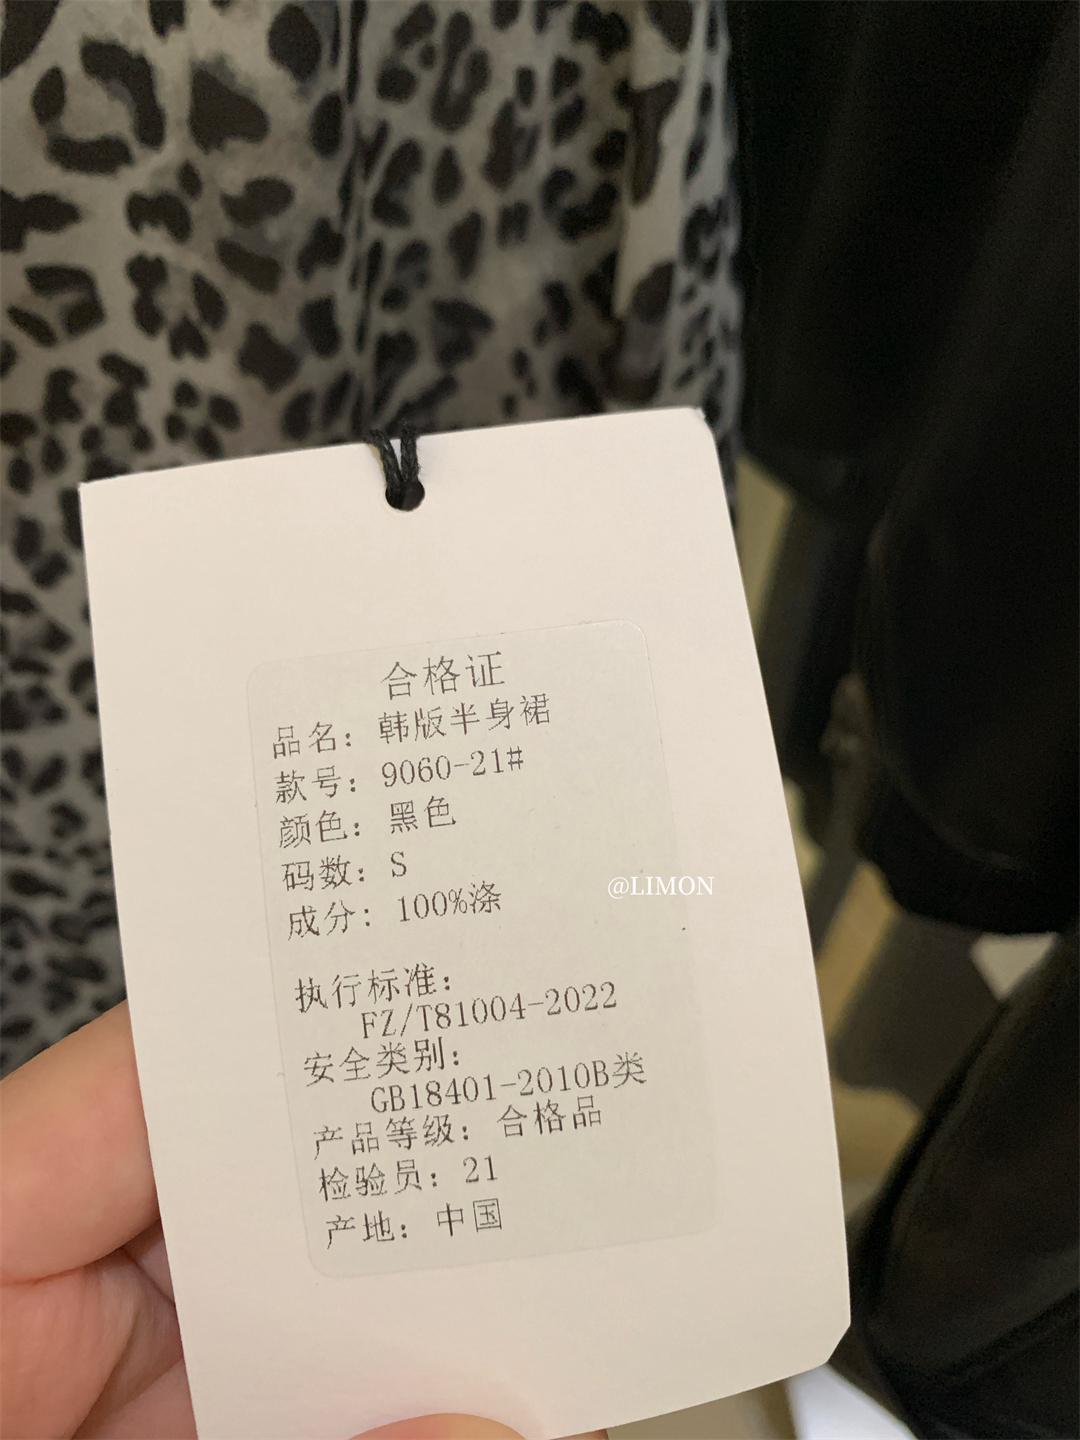 合格证
品名：韩版半身裙
款号：9060-21#
颜色：黑色
码数：S
成分：100%涤
执行标准：
FZ/T81004-2022
安全类别：
GB18401-2010B类
产品等级：合格品
检验员：21
产地：中国
@LIMON